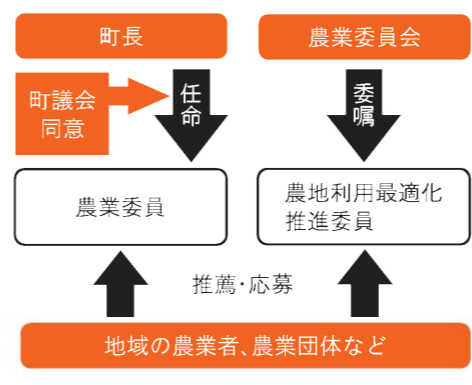 町長
農業委員会
町議会
同意
任命
委嘱
農業委員
農地利用最適化
推進委員
推薦・応募
地域の農業者、農業団体など